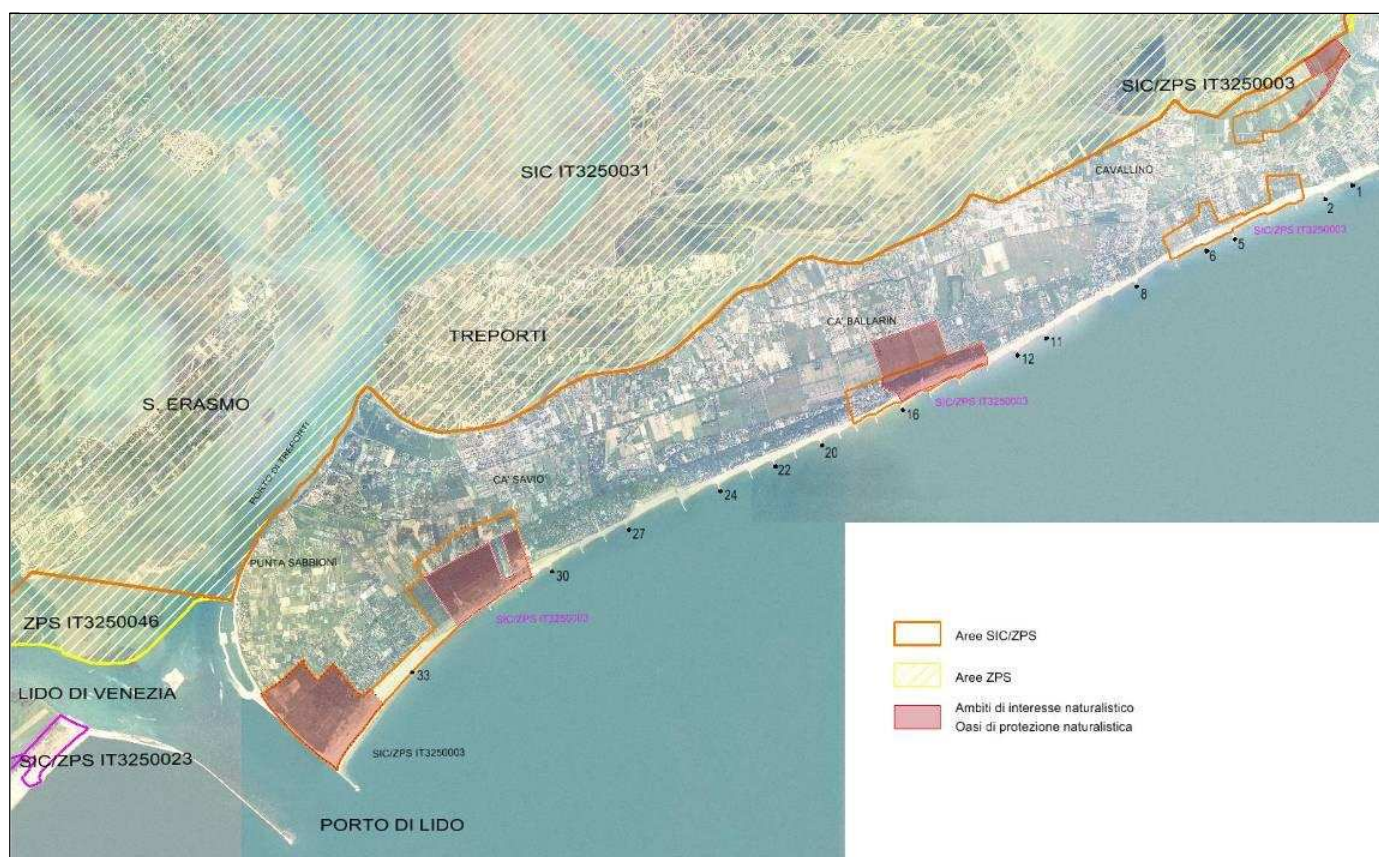 SIC/ZPS IT3250003
SIC IT3250031
CAVALLINO
1
2
SIC/ZPS IT3250003
5
6
8
TREPORTI
CA' BALLARIN
11
12
S. ERASMO
SIC/ZPS IT3250003
16
PORTO DI TREPORTI
20
22
CA' SAVIO
24
27
PUNTA SABBIONI
30
ZPS IT3250046
SIC/ZPS IT3250003
33
LIDO DI VENEZIA
SIC/ZPS IT3250023
SIC/ZPS IT3250003
PORTO DI LIDO
Aree SIC/ZPS
Aree ZPS
Ambiti di interesse naturalistico
Oasi di protezione naturalistica